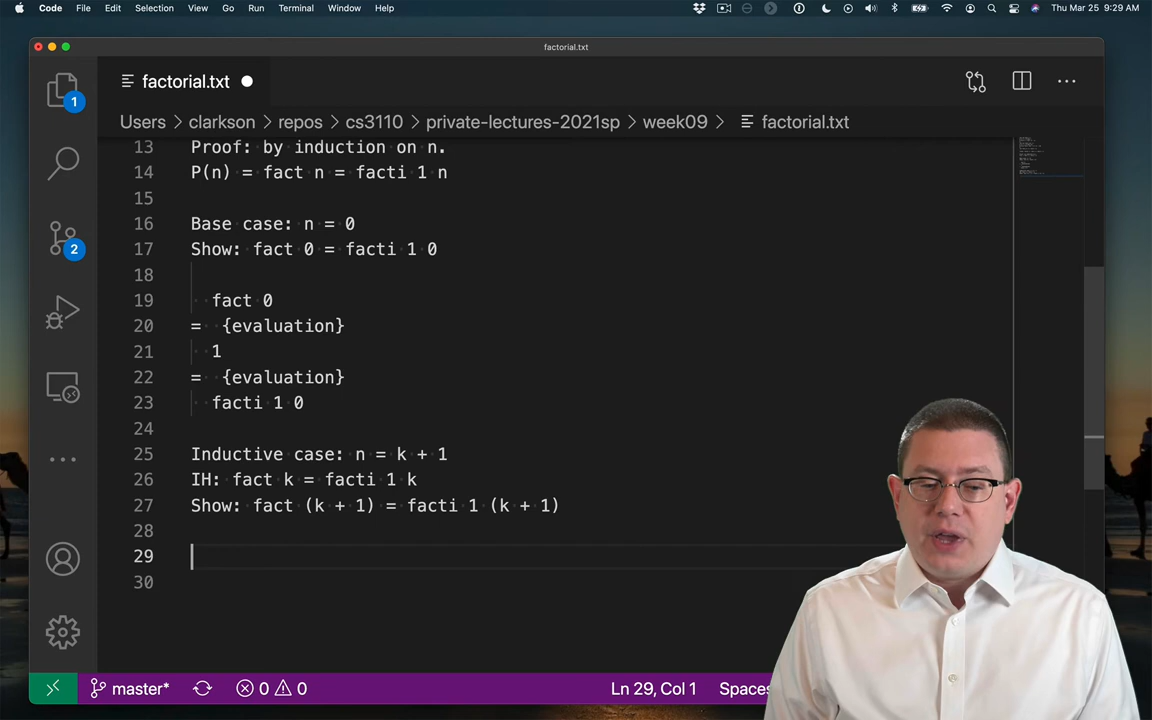 Code File Edit Selection View Go Run Terminal Window Help Thu Mar 25 9:29 AM
factorial.txt
factorial.txt
Users > clarkson > repos > cs3110 > private-lectures-2021sp > week09 > factorial.txt
13 Proof: by induction on n.
14 P(n) = fact n = facti 1 n
15
16 Base case: n = 0
17 Show: fact 0 = facti 1 0
18
19 fact 0
20 = {evaluation}
21 1
22 = {evaluation}
23 facti 1 0
24
25 Inductive case: n = k + 1
26 IH: fact k = facti 1 k
27 Show: fact (k + 1) = facti 1 (k + 1)
28
29
30
1
2
master* 0 0 Ln 29, Col 1 Spaces